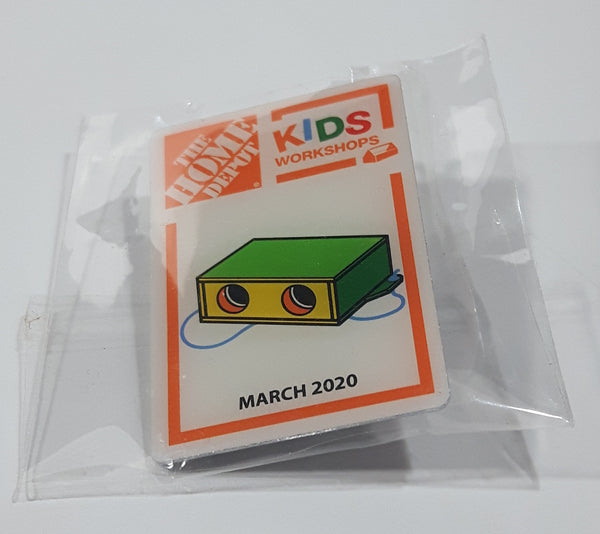 THE
HOME
DEPOT
®
KIDS
WORKSHOPS
MARCH 2020